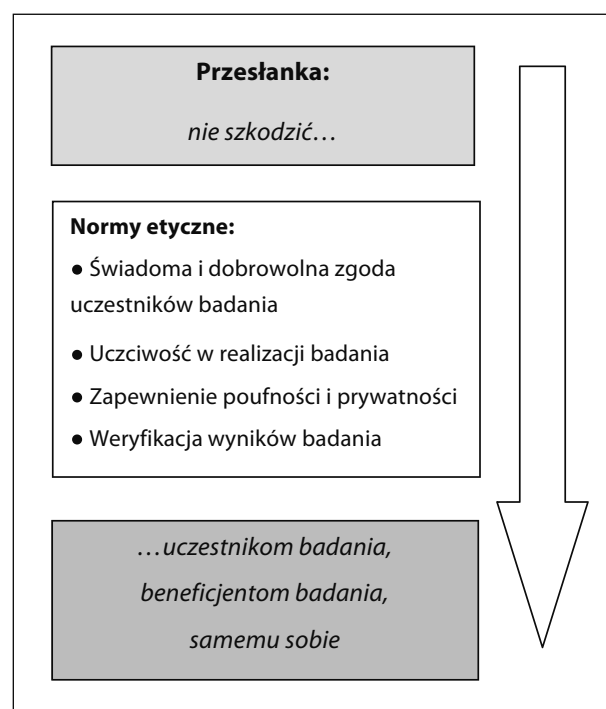 Przesłanka:
nie szkodzić…
Normy etyczne:
● Świadoma i dobrowolna zgoda
uczestników badania
● Uczciwość w realizacji badania
● Zapewnienie poufności i prywatności
● Weryfikacja wyników badania
…uczestnikom badania,
beneficjentom badania,
samemu sobie